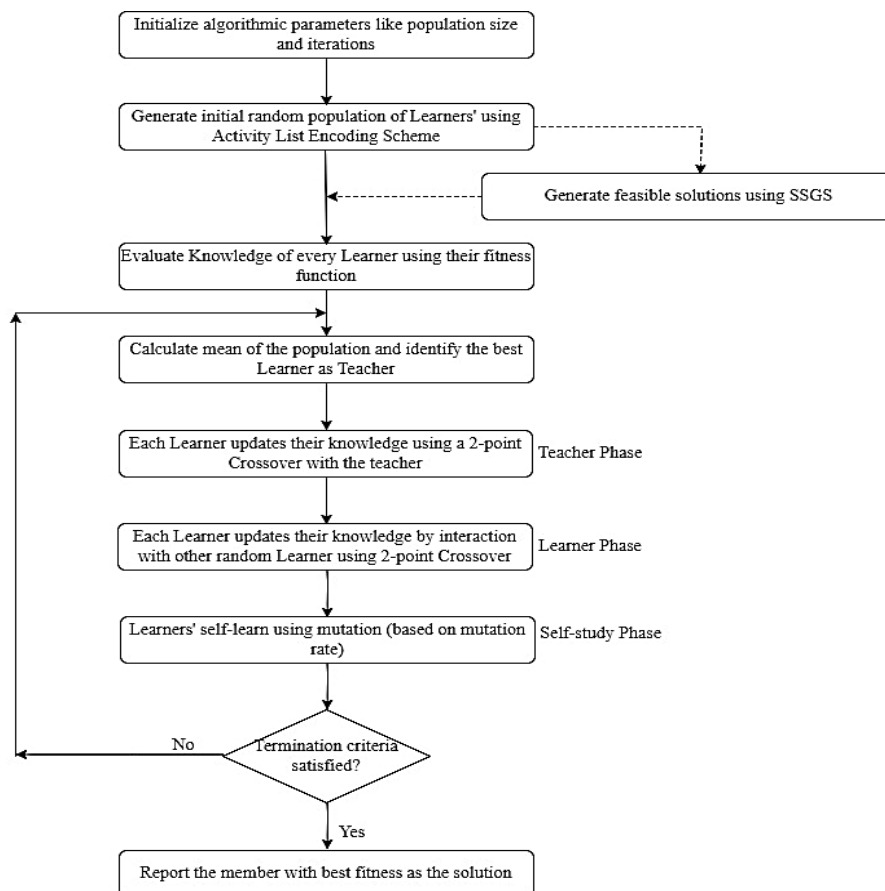 Initialize algorithmic parameters like population size
and iterations
Generate initial random population of Learners' using
Activity List Encoding Scheme
Generate feasible solutions using SSGS
Evaluate Knowledge of every Learner using their fitness
function
Calculate mean of the population and identify the best
Learner as Teacher
Each Learner updates their knowledge using a 2-point
Crossover with the teacher
Teacher Phase
Each Learner updates their knowledge by interaction
with other random Learner using 2-point Crossover
Learner Phase
Learners' self-learn using mutation (based on mutation
rate)
Self-study Phase
No
Termination criteria
satisfied?
Yes
Report the member with best fitness as the solution